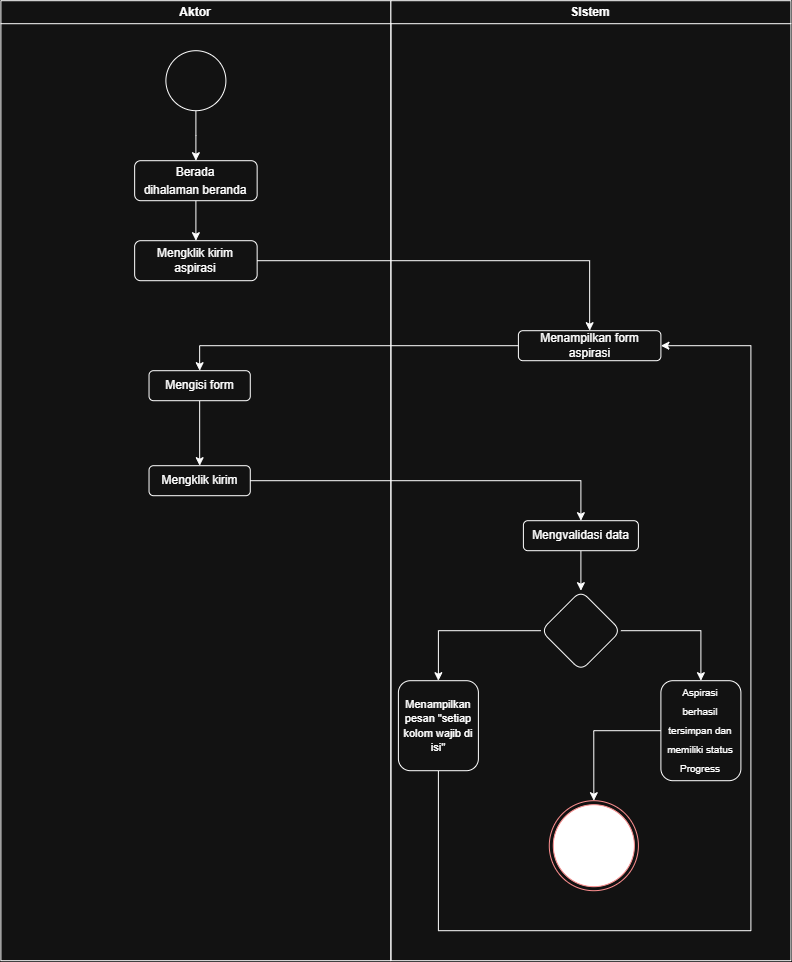 Aktor
SIstem
Berada
dihalaman beranda
Mengklik kirim
aspirasi
Menampilkan form
aspirasi
Mengisi form
Mengklik kirim
Mengvalidasi data
Menampilkan
pesan "setiap
kolom wajib di
isi"
Aspirasi
berhasil
tersimpan dan
memiliki status
Progress